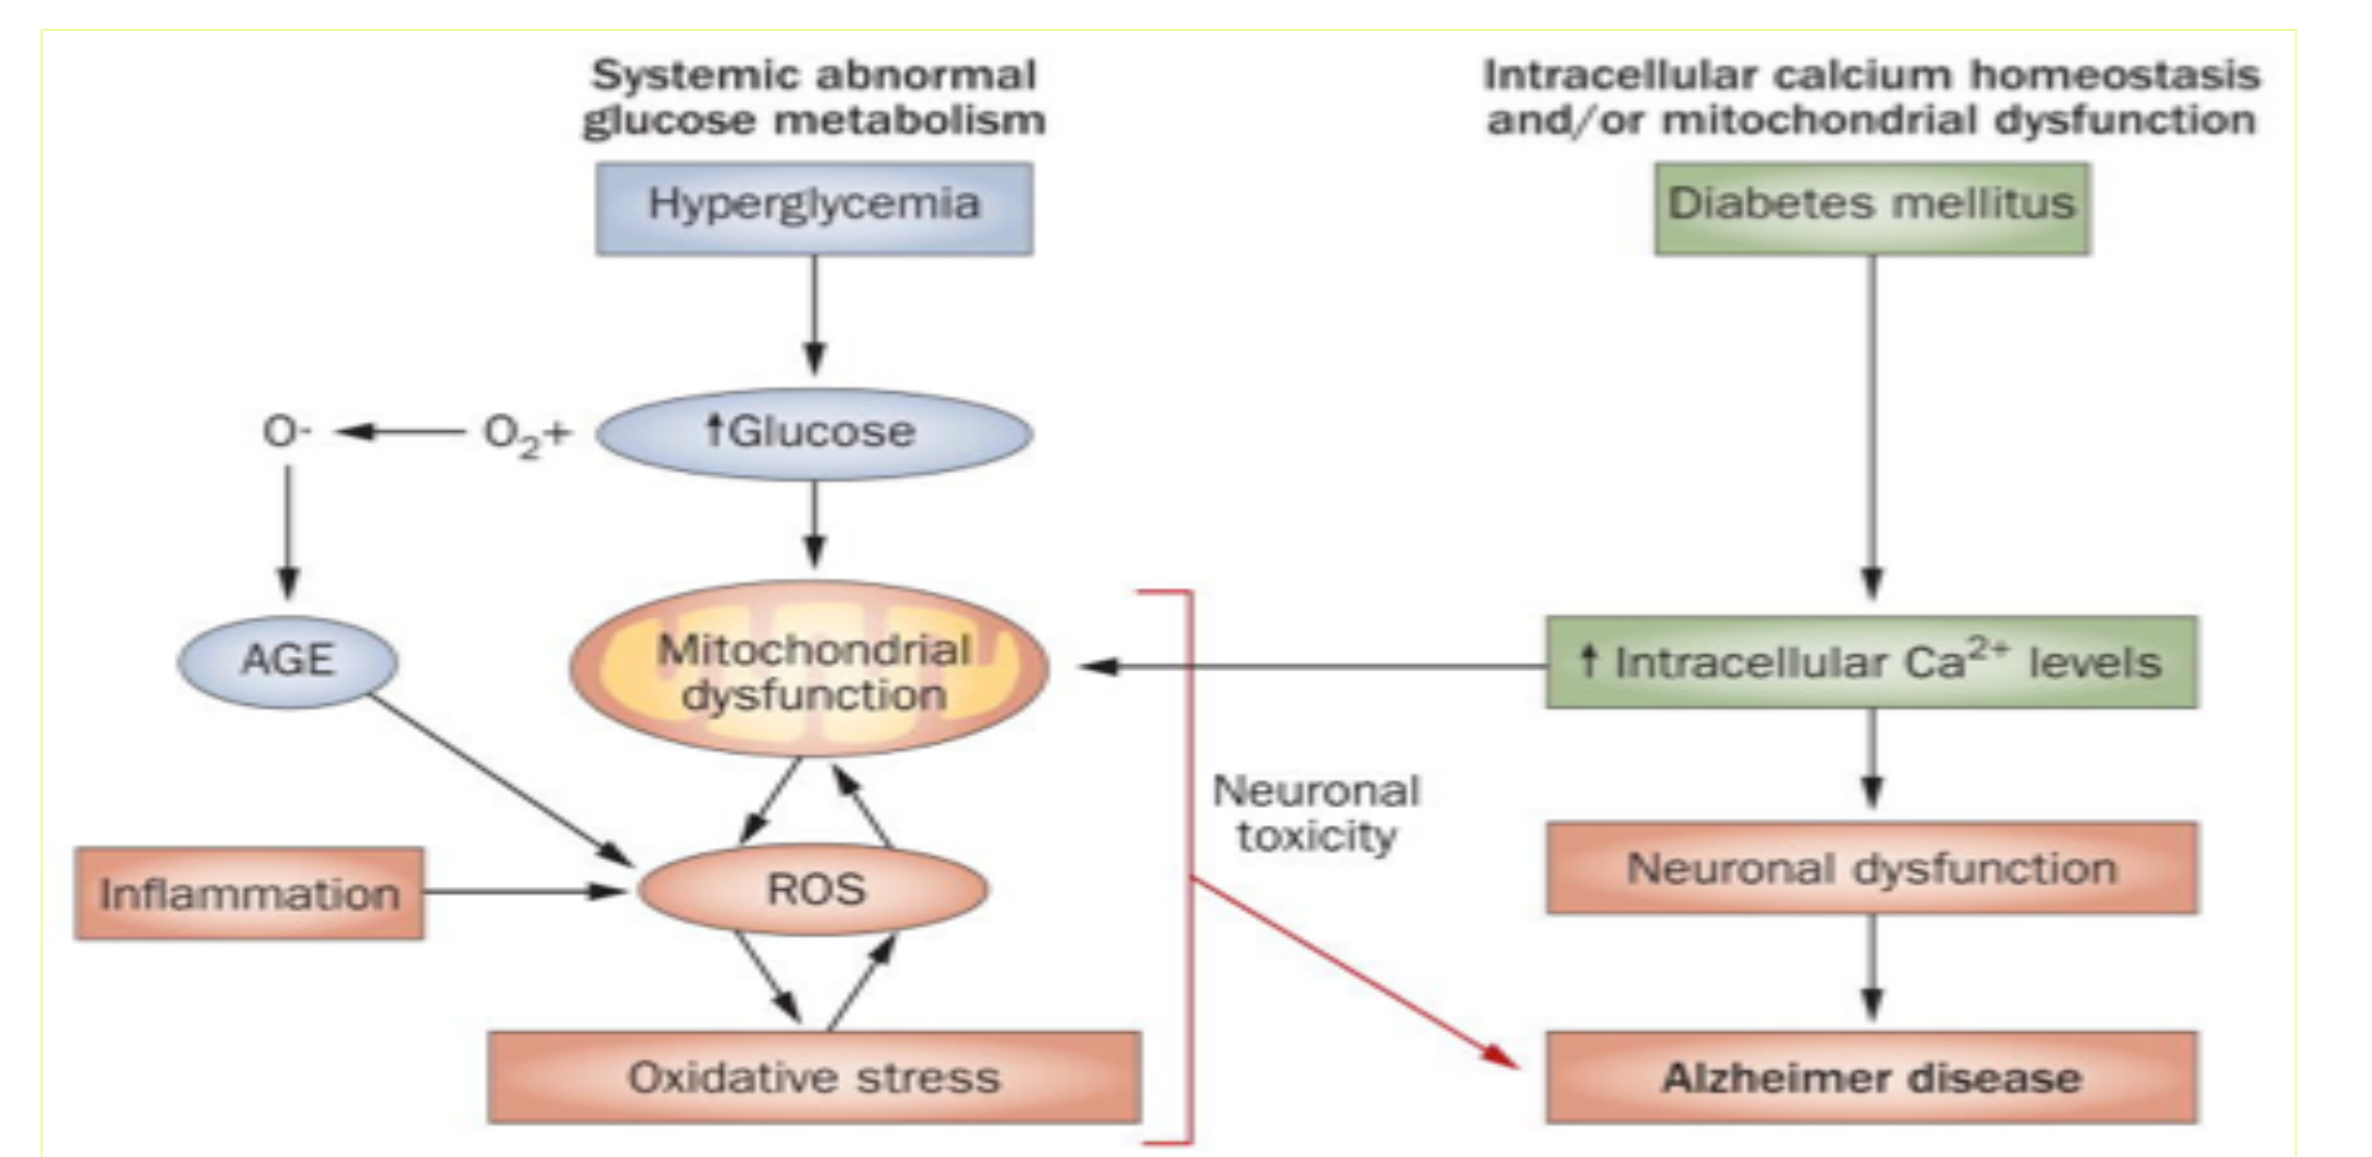 Systemic abnormal
glucose metabolism
Intracellular calcium homeostasis
and/or mitochondrial dysfunction
Hyperglycemia
Diabetes mellitus
O- O₂+ ↑Glucose
AGE
Mitochondrial
dysfunction
↑ Intracellular Ca²⁺ levels
Neuronal
toxicity
Inflammation
ROS
Neuronal dysfunction
Oxidative stress
Alzheimer disease